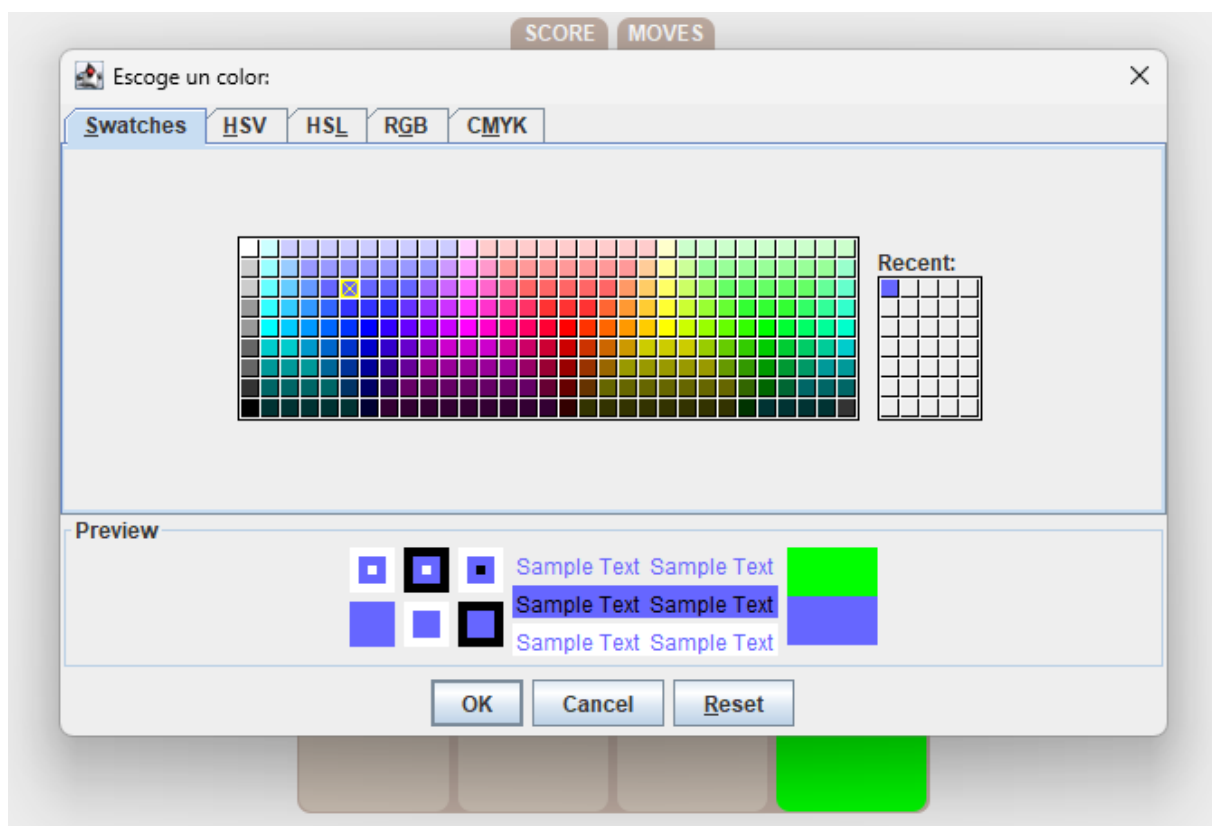 SCORE MOVES
Escoge un color:
Swatches HSV HSL RGB CMYK
Recent:
Preview
Sample Text Sample Text
Sample Text Sample Text
Sample Text Sample Text
OK Cancel Reset